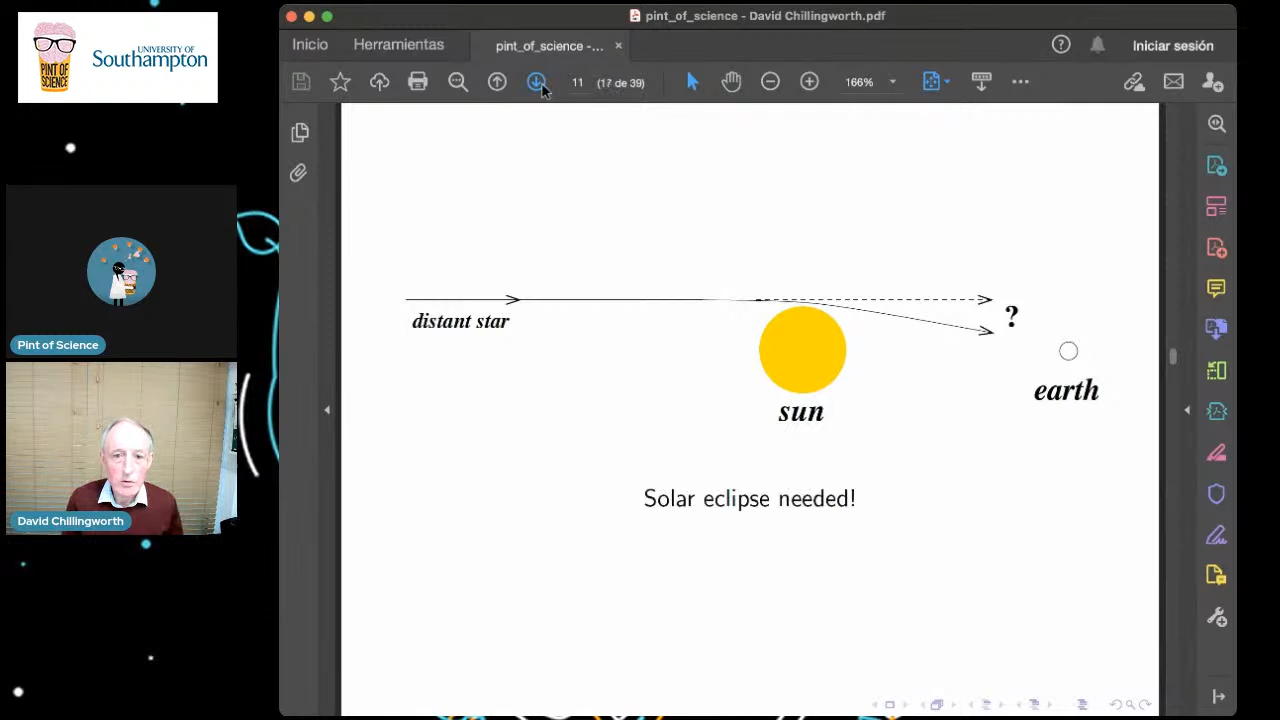 PINT OF SCIENCE
UNIVERSITY OF
Southampton
pint_of_science - David Chillingworth.pdf
Inicio
Herramientas
pint_of_science -...
Iniciar sesión
11
(17 de 39)
166%
distant star
?
earth
sun
Solar eclipse needed!
Pint of Science
David Chillingworth